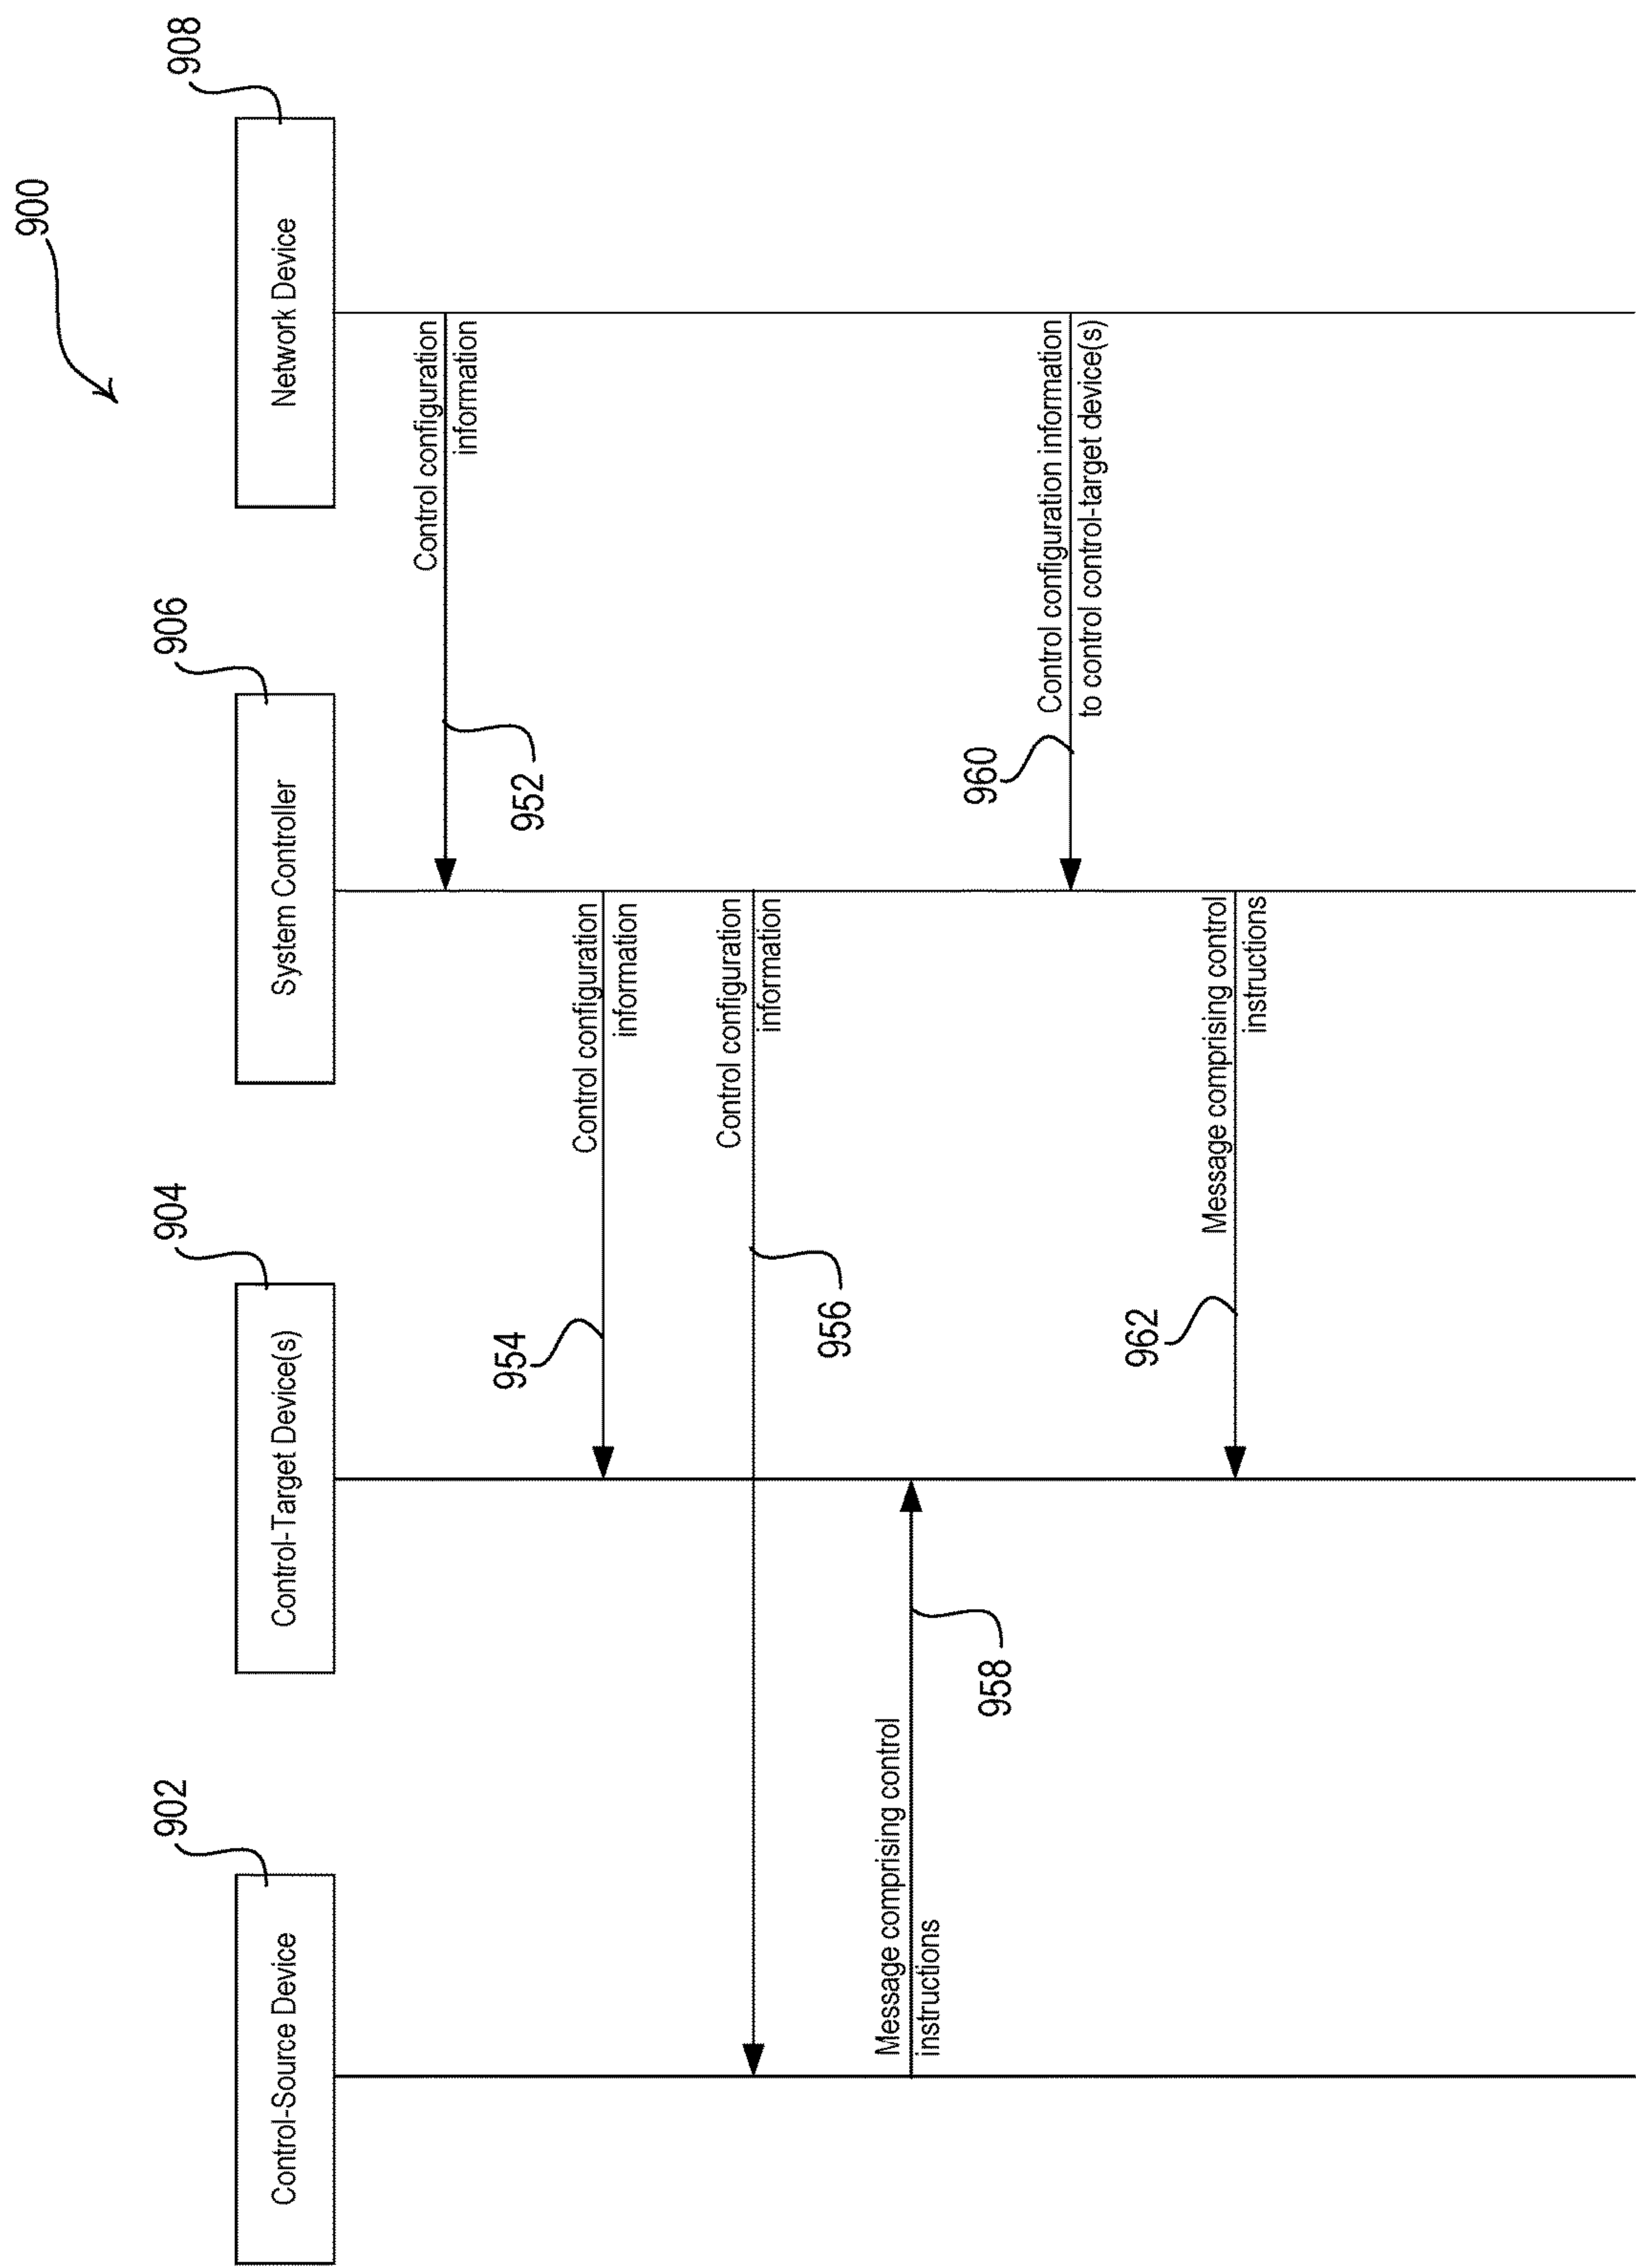 900
902
904
906
908
Control-Source Device
Control-Target Device(s)
System Controller
Network Device
Control configuration
information
952
Control configuration
information
954
Control configuration
information
956
Message comprising control
instructions
958
Control configuration information
to control control-target device(s)
960
Message comprising control
instructions
962